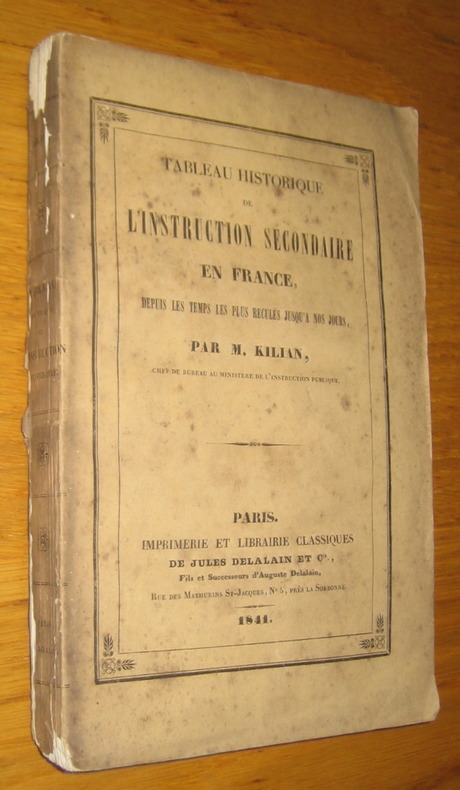 TABLEAU HISTORIQUE
DE
L'INSTRUCTION SECONDAIRE
EN FRANCE,
DEPUIS LES TEMPS LES PLUS RECULÉS JUSQU'A NOS JOURS,
PAR M. KILIAN,
CHEF DE BUREAU AU MINISTÈRE DE L'INSTRUCTION PUBLIQUE.
PARIS.
IMPRIMERIE ET LIBRAIRIE CLASSIQUES
DE JULES DELALAIN ET Cie.,
Fils et Successeurs d'Auguste Delalain,
RUE DES MATHURINS ST-JACQUES, N° 5, PRÈS LA SORBONNE.
1841.